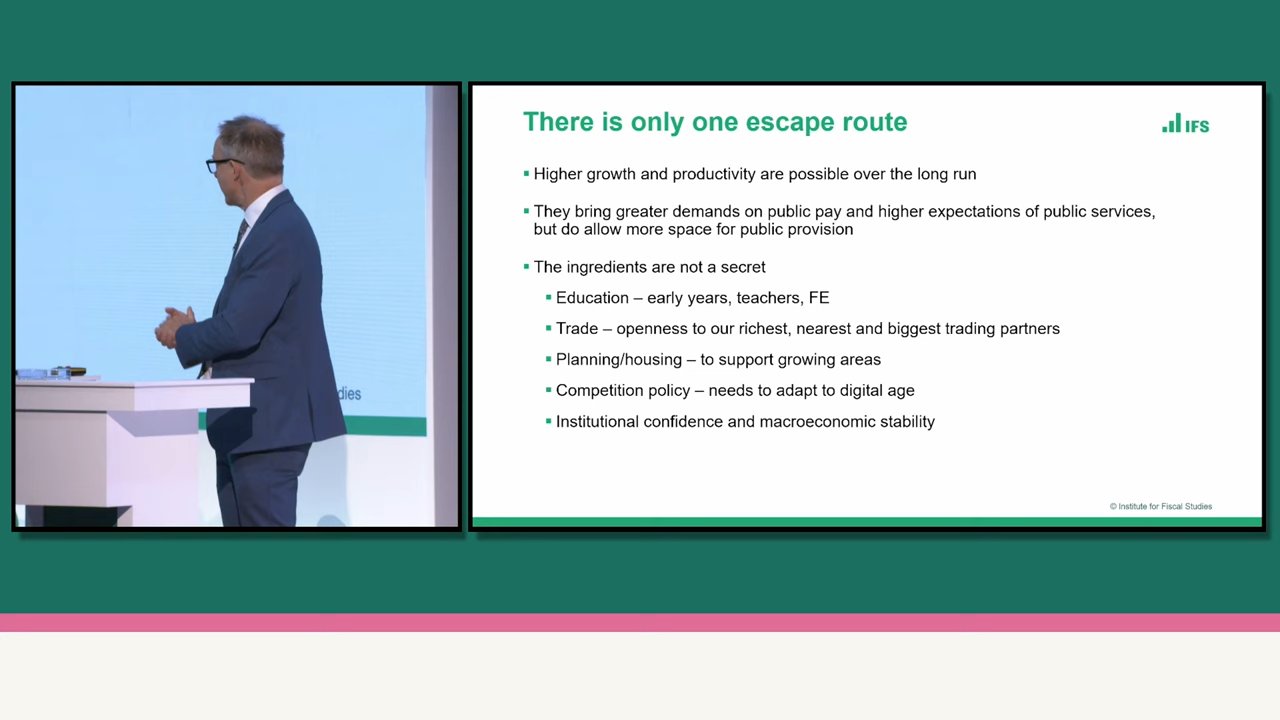 There is only one escape route
IFS
Higher growth and productivity are possible over the long run
They bring greater demands on public pay and higher expectations of public services,
but do allow more space for public provision
The ingredients are not a secret
Education – early years, teachers, FE
Trade – openness to our richest, nearest and biggest trading partners
Planning/housing – to support growing areas
Competition policy – needs to adapt to digital age
Institutional confidence and macroeconomic stability
© Institute for Fiscal Studies